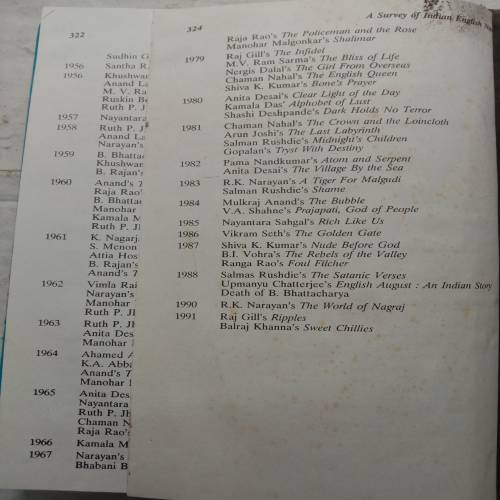 322
Sudhin G
1956 Santha R
1956 Khushwan
Anand La
M. V. Ra
Ruskin Be
Ruth P. J
1957 Nayantara
1958 Ruth P. J
Anand La
Narayan's
1959 B. Bhatta
Khushwan
B. Rajan's
1960 Anand's T
Raja Rao'
B. Bhatta
Manohar
Kamala M
Ruth P. J
1961 K. Nagarj
S. Menon
Attia Hos
B. Rajan's
Anand's T
1962 Vimla Rai
Narayan's
Manohar
Ruth P. Jh
1963 Ruth P. Jh
Anita Des
Manohar
1964 Ahamed A
K.A. Abba
Anand's T
Manohar
1965 Anita Des
Nayantara
Ruth P. Jh
Chaman N
Raja Rao'
1966 Kamala M
1967 Narayan's
Bhabani B
324 A Survey of Indian English
Raja Rao's The Policeman and the Rose
Manohar Malgonkar's Shalimar
1979 Raj Gill's The Infidel
M.V. Ram Sarma's The Bliss of Life
Nergis Dalal's The Girl From Overseas
Chaman Nahal's The English Queen
Shiva K. Kumar's Bone's Prayer
1980 Anita Desai's Clear Light of the Day
Kamala Das' Alphabet of Lust
Shashi Deshpande's Dark Holds No Terror
1981 Chaman Nahal's The Crown and the Loincloth
Arun Joshi's The Last Labyrinth
Salman Rushdie's Midnight's Children
Gopalan's Tryst With Destiny
1982 Pama Nandkumar's Atom and Serpent
Anita Desai's The Village By the Sea
1983 R.K. Narayan's A Tiger For Malgudi
Salman Rushdie's Shame
1984 Mulkraj Anand's The Bubble
V.A. Shahne's Prajapati, God of People
1985 Nayantara Sahgal's Rich Like Us
1986 Vikram Seth's The Golden Gate
1987 Shiva K. Kumar's Nude Before God
B.I. Vohra's The Rebels of the Valley
Ranga Rao's Foul Filcher
1988 Salmas Rushdie's The Satanic Verses
Upmanyu Chatterjee's English August : An Indian Story
Death of B. Bhattacharya
1990 R.K. Narayan's The World of Nagraj
1991 Raj Gill's Ripples
Balraj Khanna's Sweet Chillies